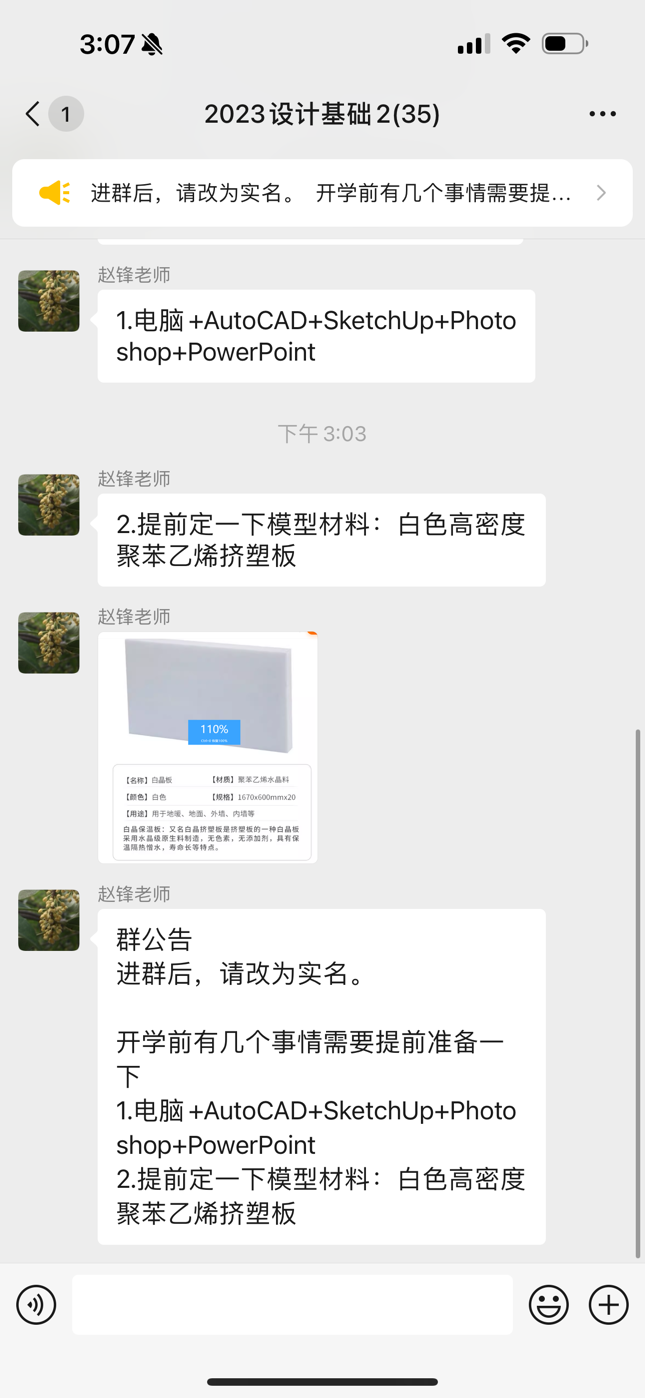 3:07
1
2023设计基础2(35)
进群后，请改为实名。 开学前有几个事情需要提...
赵锋老师
1.电脑+AutoCAD+SketchUp+Photo
shop+PowerPoint
下午 3:03
赵锋老师
2.提前定一下模型材料：白色高密度
聚苯乙烯挤塑板
赵锋老师
110%
【名称】白晶板 【材质】聚苯乙烯水晶料
【颜色】白色 【规格】1670x600mmx20
【用途】用于地暖、地面、外墙、内墙等
白晶保温板：又名白晶挤塑板是挤塑板的一种白晶板
采用水晶级原生料制造，无色素，无添加剂，具有保
温隔热憎水，寿命长等特点。
赵锋老师
群公告
进群后，请改为实名。
开学前有几个事情需要提前准备一
下
1.电脑+AutoCAD+SketchUp+Photo
shop+PowerPoint
2.提前定一下模型材料：白色高密度
聚苯乙烯挤塑板